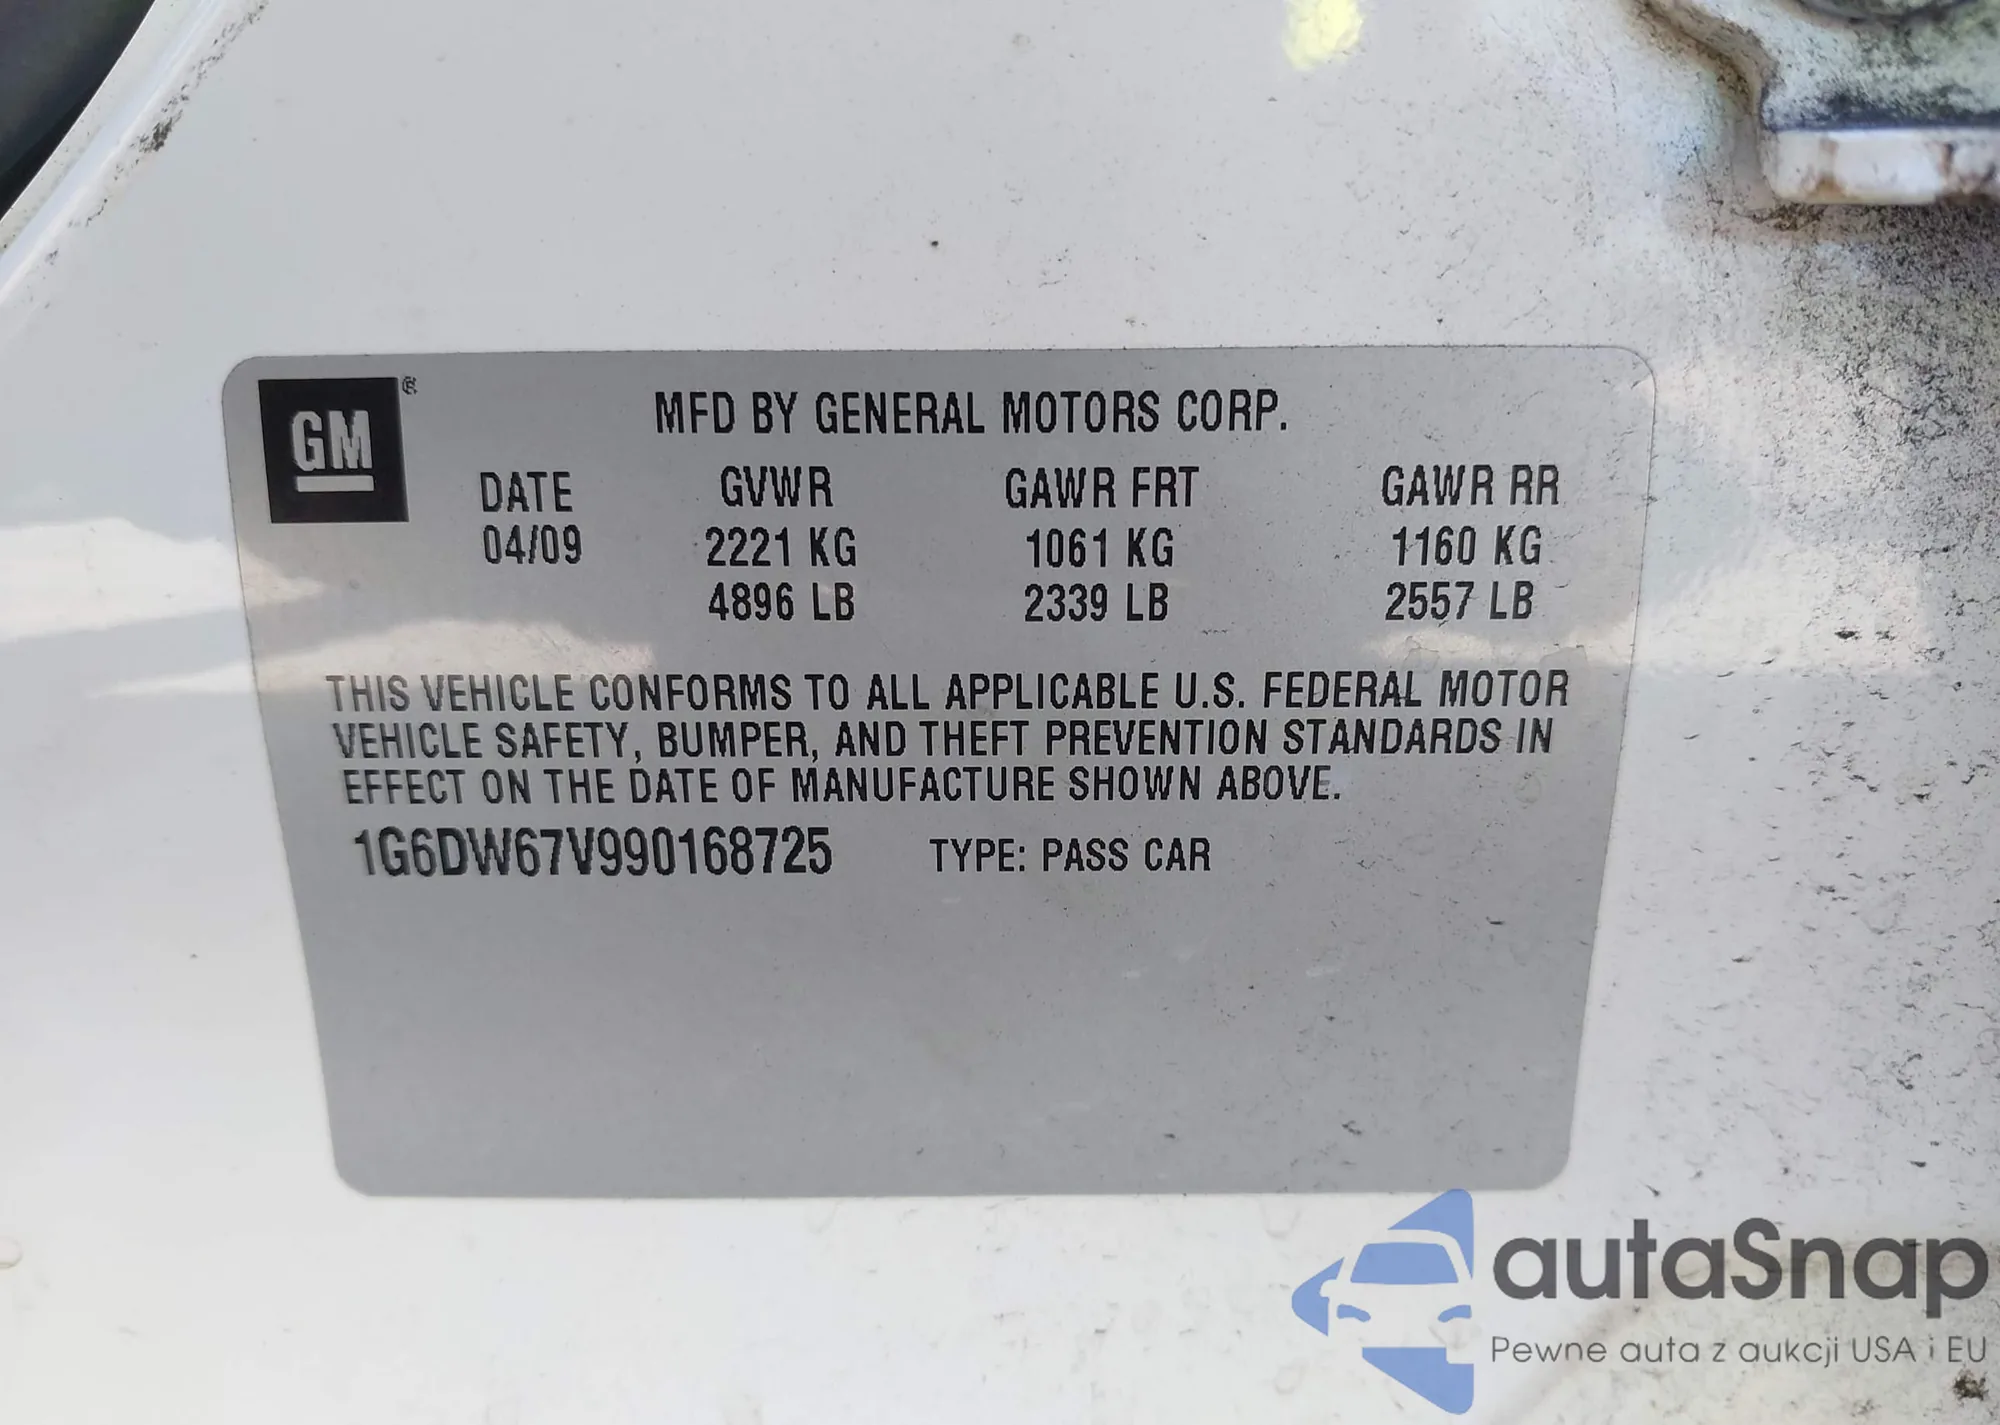 GM ®
MFD BY GENERAL MOTORS CORP.
DATE GVWR GAWR FRT GAWR RR
04/09 2221 KG 1061 KG 1160 KG
4896 LB 2339 LB 2557 LB
THIS VEHICLE CONFORMS TO ALL APPLICABLE U.S. FEDERAL MOTOR
VEHICLE SAFETY, BUMPER, AND THEFT PREVENTION STANDARDS IN
EFFECT ON THE DATE OF MANUFACTURE SHOWN ABOVE.
1G6DW67V990168725 TYPE: PASS CAR
autaSnap
Pewne auta z aukcji USA i EU